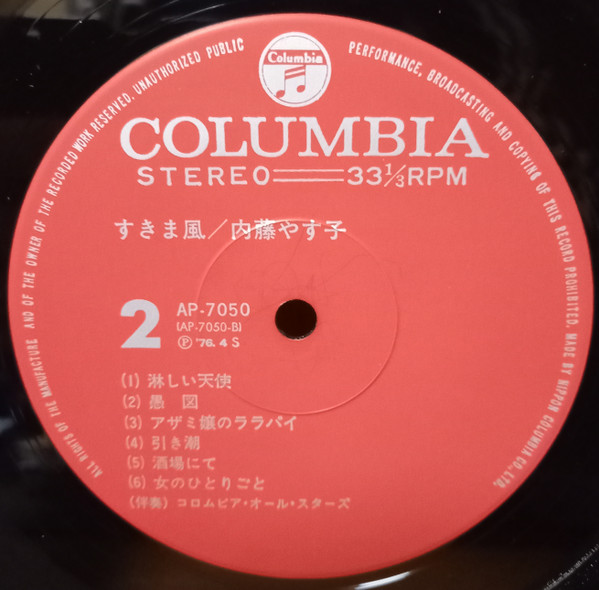 ALL RIGHTS OF THE MANUFACTURE AND OF THE OWNER OF THE RECORDED WORK RESERVED. UNAUTHORIZED PUBLIC PERFORMANCE, BROADCASTING AND COPYING OF THIS RECORD PROHIBITED. MADE BY NIPPON COLUMBIA CO., LTD.
Columbia
COLUMBIA
STEREO 33 1/3 RPM
すきま風/内藤やす子
2
AP-7050
(AP-7050-B)
Ⓟ '76. 4 S
(1) 淋しい天使
(2) 愚 図
(3) アザミ嬢のララバイ
(4) 引き潮
(5) 酒場にて
(6) 女のひとりごと
(伴奏) コロムビア・オール・スターズ